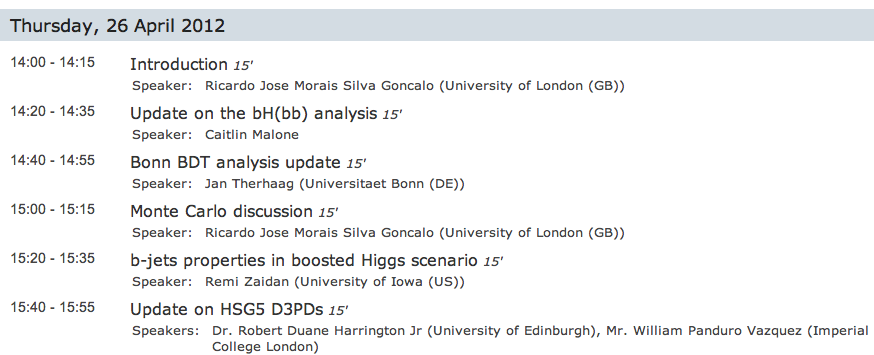 Thursday, 26 April 2012
14:00 - 14:15 Introduction 15'
Speaker: Ricardo Jose Morais Silva Goncalo (University of London (GB))
14:20 - 14:35 Update on the bH(bb) analysis 15'
Speaker: Caitlin Malone
14:40 - 14:55 Bonn BDT analysis update 15'
Speaker: Jan Therhaag (Universitaet Bonn (DE))
15:00 - 15:15 Monte Carlo discussion 15'
Speaker: Ricardo Jose Morais Silva Goncalo (University of London (GB))
15:20 - 15:35 b-jets properties in boosted Higgs scenario 15'
Speaker: Remi Zaidan (University of Iowa (US))
15:40 - 15:55 Update on HSG5 D3PDs 15'
Speakers: Dr. Robert Duane Harrington Jr (University of Edinburgh), Mr. William Panduro Vazquez (Imperial
College London)